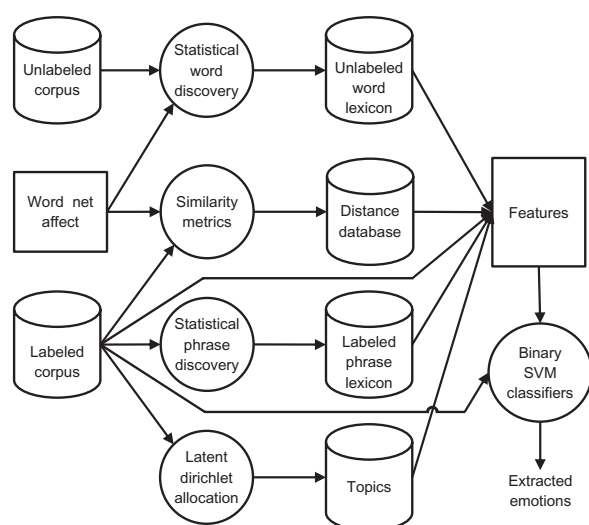 Unlabeled
corpus
Statistical
word
discovery
Unlabeled
word
lexicon
Word net
affect
Similarity
metrics
Distance
database
Features
Labeled
corpus
Statistical
phrase
discovery
Labeled
phrase
lexicon
Binary
SVM
classifiers
Latent
dirichlet
allocation
Topics
Extracted
emotions